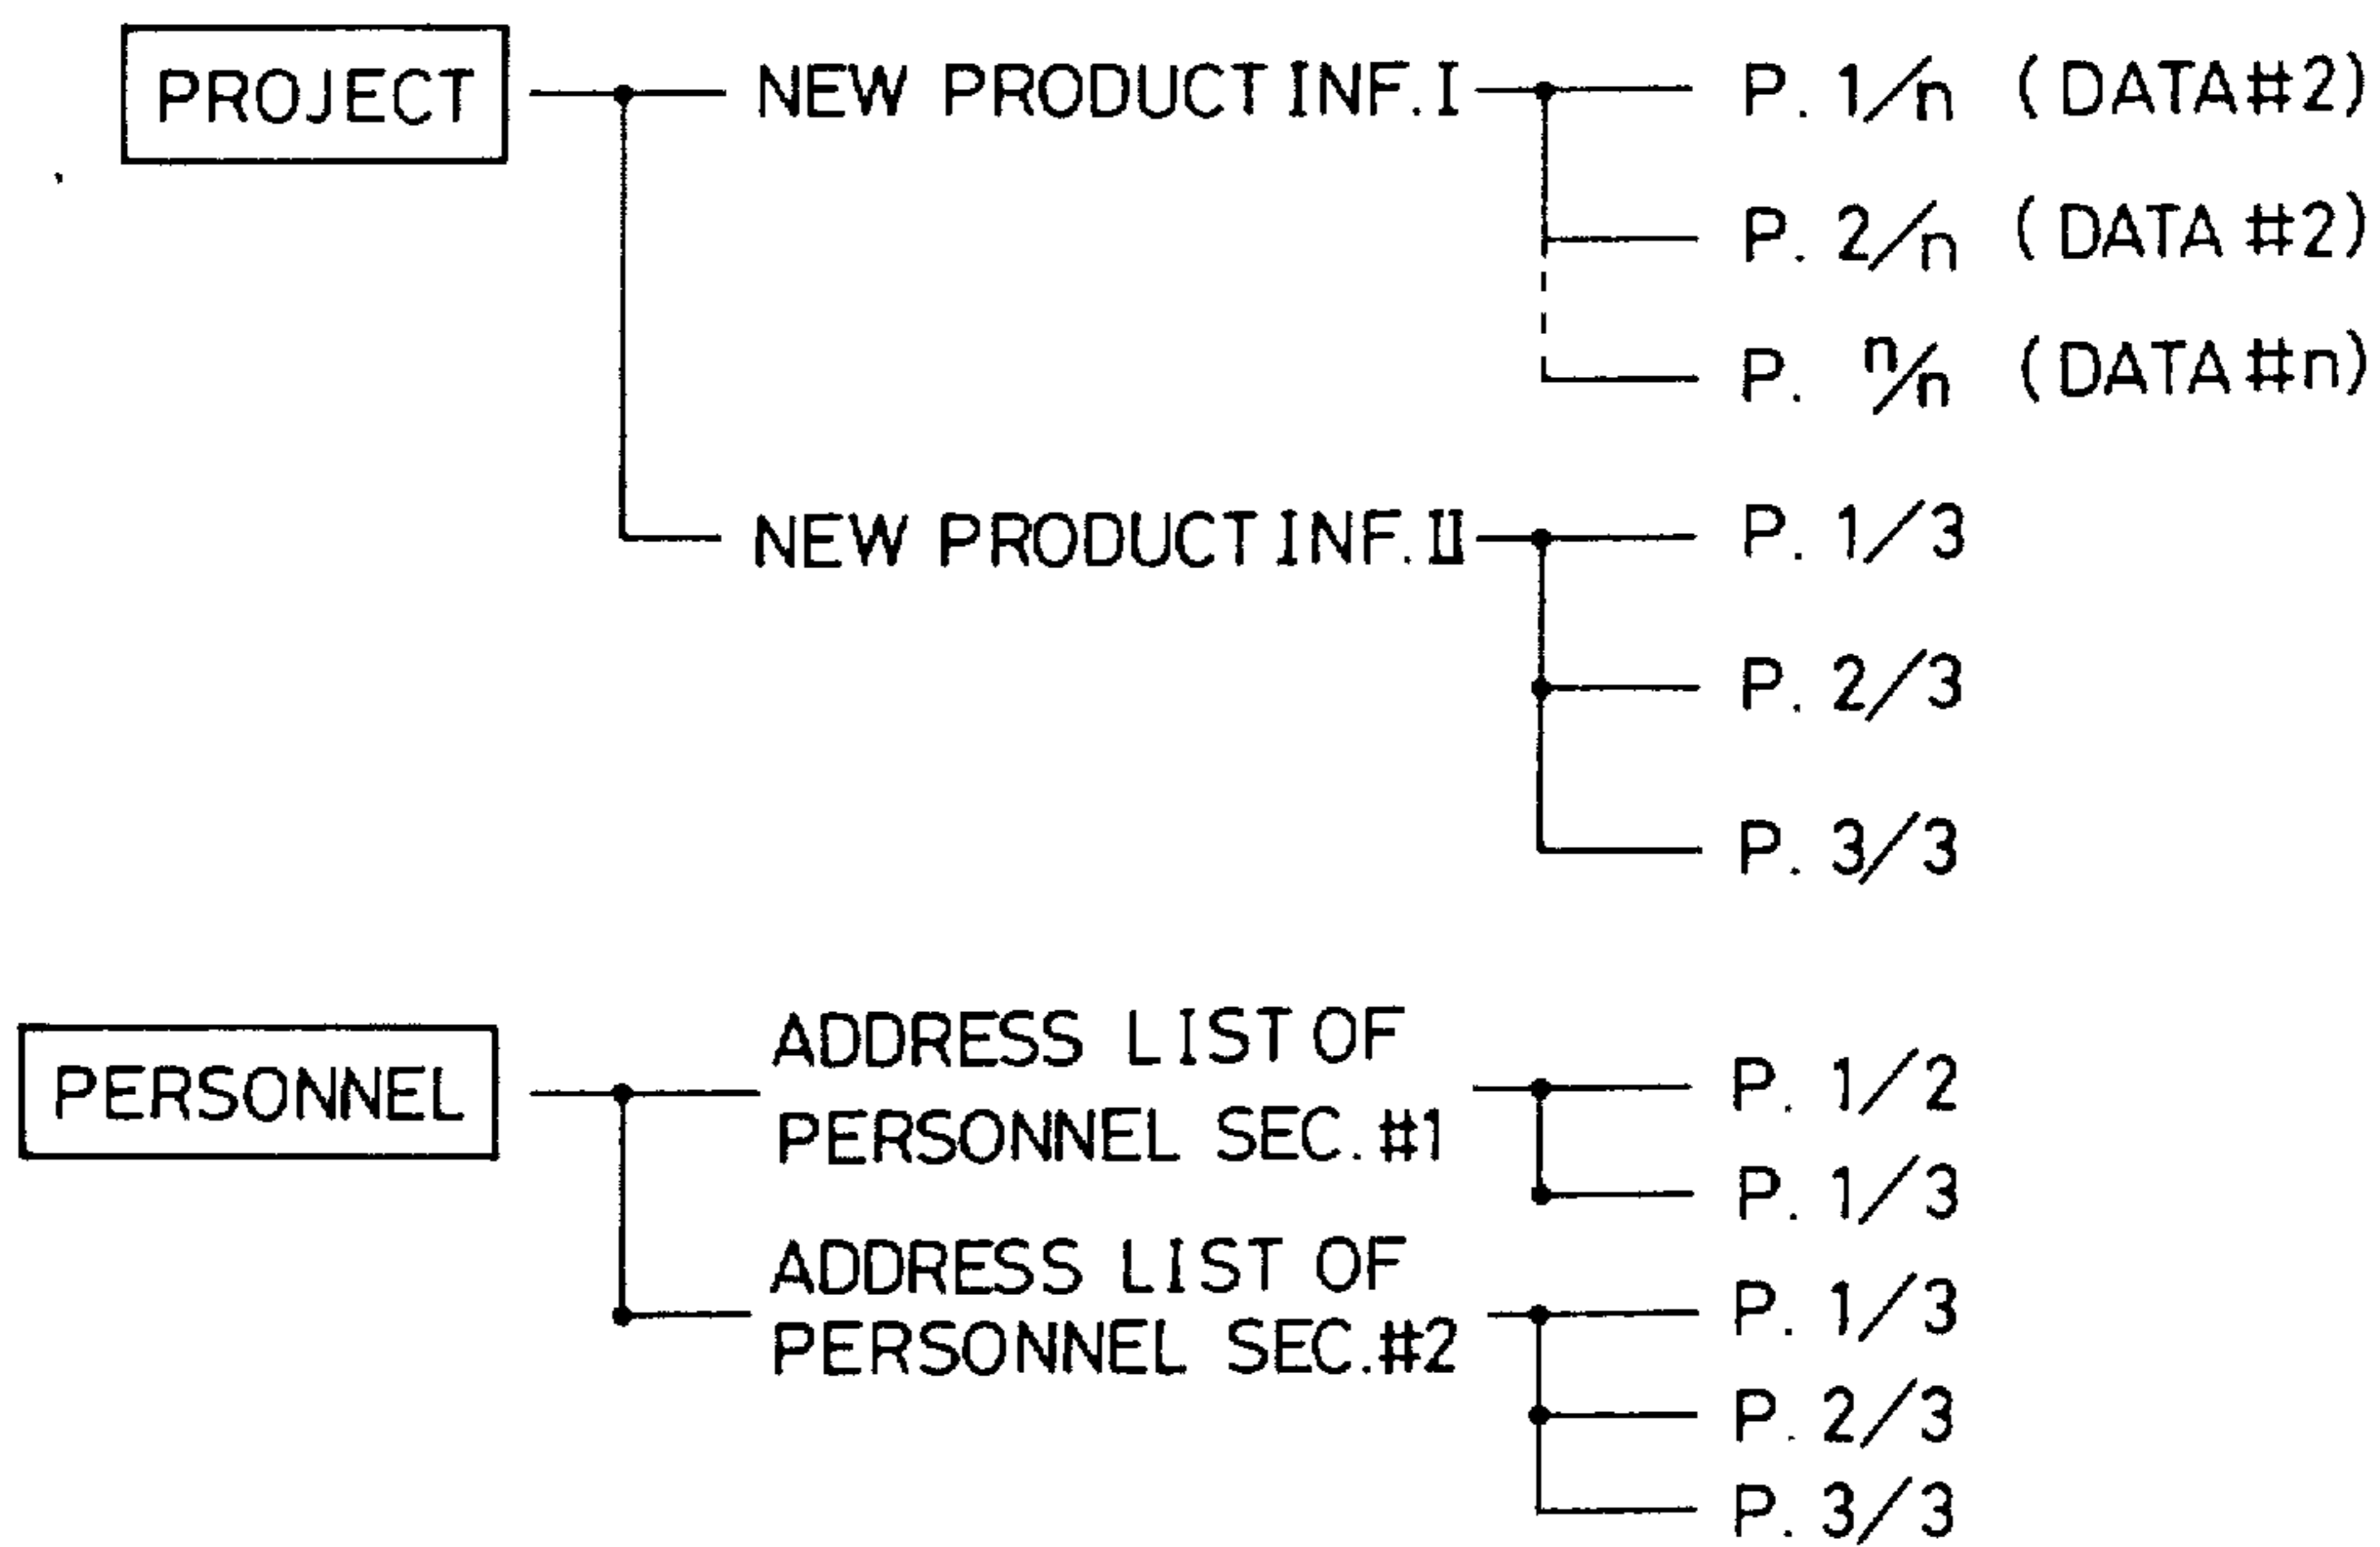 PROJECT
NEW PRODUCT INF. I
P. 1/n (DATA #2)
P. 2/n (DATA #2)
P. n/n (DATA #n)
NEW PRODUCT INF. II
P. 1/3
P. 2/3
P. 3/3
PERSONNEL
ADDRESS LIST OF
PERSONNEL SEC. #1
P. 1/2
P. 1/3
ADDRESS LIST OF
PERSONNEL SEC. #2
P. 1/3
P. 2/3
P. 3/3